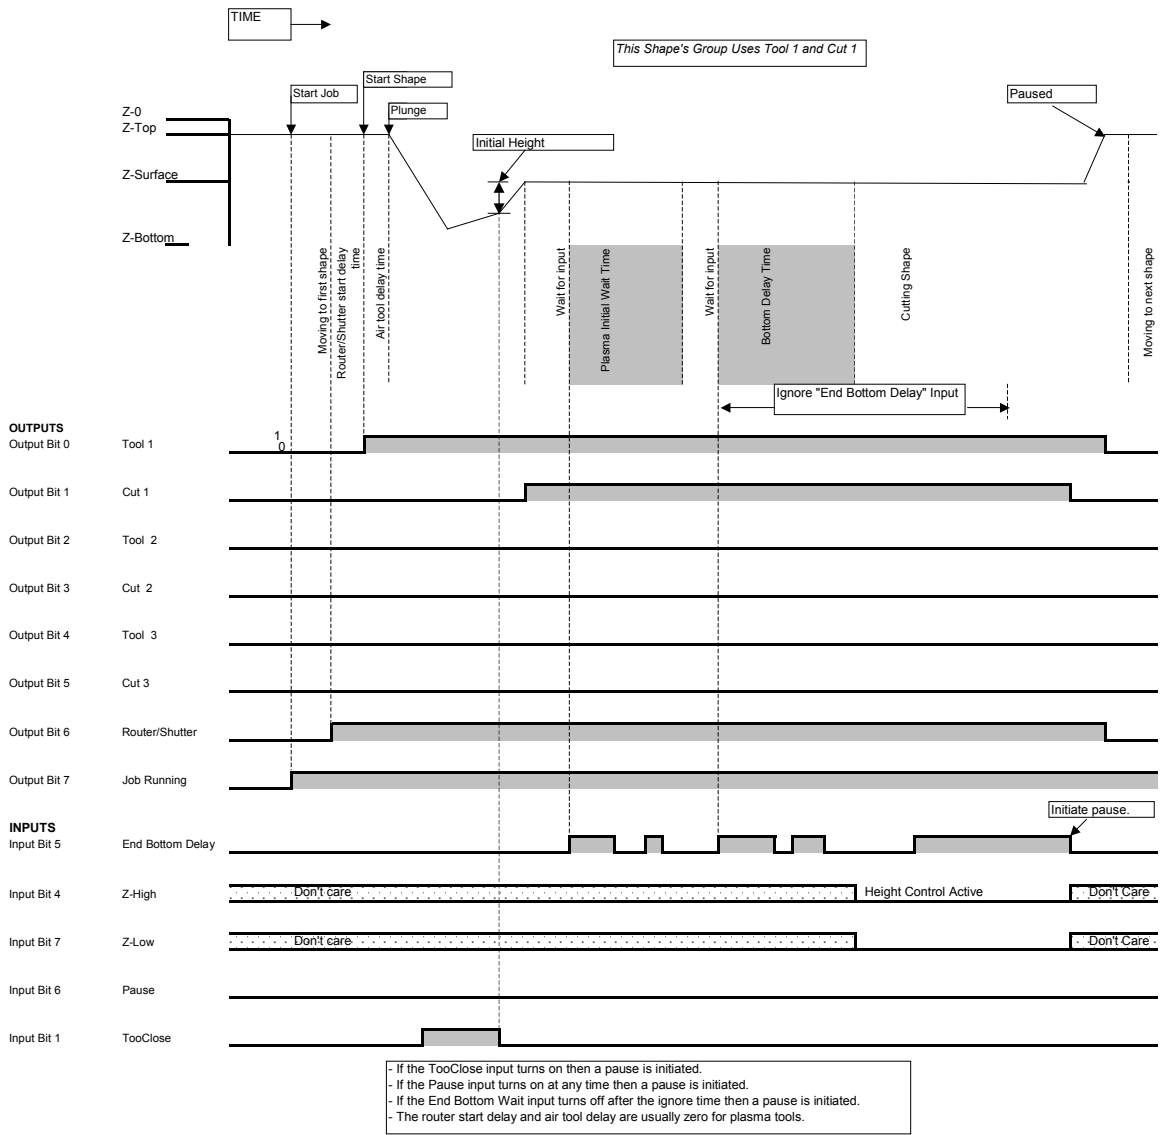 TIME
This Shape's Group Uses Tool 1 and Cut 1
Start Shape
Start Job
Paused
Plunge
Z-0
Z-Top
Initial Height
Z-Surface
Z-Bottom
Moving to first shape
Router/Shutter start delay
time
Air tool delay time
Wait for input
Plasma Initial Wait Time
Wait for input
Bottom Delay Time
Cutting Shape
Moving to next shape
Ignore "End Bottom Delay" Input
OUTPUTS
Output Bit 0 Tool 1 1
0
Output Bit 1 Cut 1
Output Bit 2 Tool 2
Output Bit 3 Cut 2
Output Bit 4 Tool 3
Output Bit 5 Cut 3
Output Bit 6 Router/Shutter
Output Bit 7 Job Running
Initiate pause.
INPUTS
Input Bit 5 End Bottom Delay
Input Bit 4 Z-High Don't care Height Control Active Don't Care
Input Bit 7 Z-Low Don't care Don't Care
Input Bit 6 Pause
Input Bit 1 TooClose
- If the TooClose input turns on then a pause is initiated.
- If the Pause input turns on at any time then a pause is initiated.
- If the End Bottom Wait input turns off after the ignore time then a pause is initiated.
- The router start delay and air tool delay are usually zero for plasma tools.